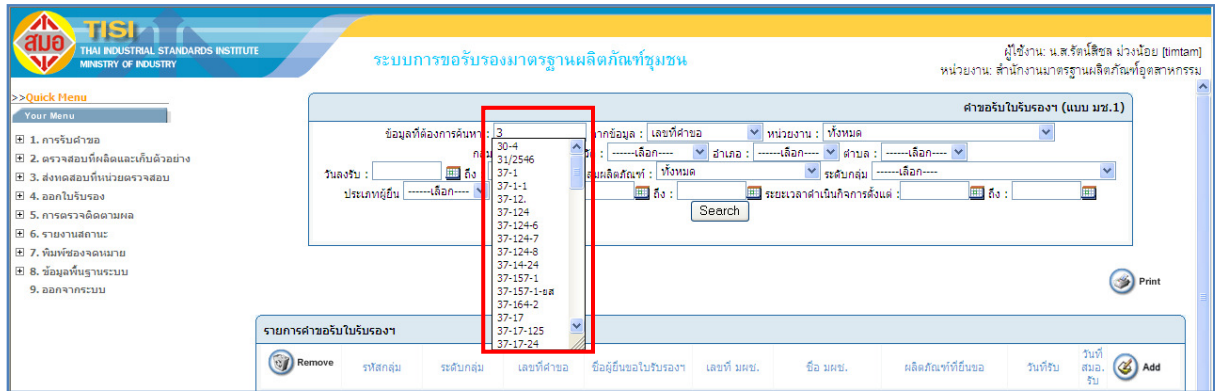 สมอ
TISI
THAI INDUSTRIAL STANDARDS INSTITUTE
MINISTRY OF INDUSTRY
ระบบการขอรับรองมาตรฐานผลิตภัณฑ์ชุมชน
ผู้ใช้งาน: น.ส.รัตน์สิชล ม่วงน้อย [timtam]
หน่วยงาน: สำนักงานมาตรฐานผลิตภัณฑ์อุตสาหกรรม
>>Quick Menu
Your Menu
1. การรับคำขอ
2. ตรวจสอบที่ผลิตและเก็บตัวอย่าง
3. ส่งทดสอบที่หน่วยตรวจสอบ
4. ออกใบรับรอง
5. การตรวจติดตามผล
6. รายงานสถานะ
7. พิมพ์ซองจดหมาย
8. ข้อมูลพื้นฐานระบบ
9. ออกจากระบบ
คำขอรับใบรับรองฯ (แบบ มช.1)
ข้อมูลที่ต้องการค้นหา : 3 ากข้อมูล : เลขที่คำขอ หน่วยงาน : ทั้งหมด
------เลือก---- อำเภอ : ------เลือก---- ตำบล : ------เลือก----
วันลงรับ : ถึง ผลิตภัณฑ์ : ทั้งหมด ระดับกลุ่ม ------เลือก----
ประเภทผู้ยื่น ------เลือก---- ถึง : ระยะเวลาดำเนินกิจการตั้งแต่ : ถึง :
Search
30-4
31/2546
37-1
37-1-1
37-12.
37-124
37-124-6
37-124-7
37-124-8
37-14-24
37-157-1
37-157-1-ยส
37-164-2
37-17
37-17-125
37-17-24
Print
รายการคำขอรับใบรับรองฯ
Remove รหัสกลุ่ม ระดับกลุ่ม เลขที่คำขอ ชื่อผู้ยื่นขอใบรับรองฯ เลขที่ มผช. ชื่อ มผช. ผลิตภัณฑ์ที่ยื่นขอ วันที่รับ วันที่ สมอ. รับ Add